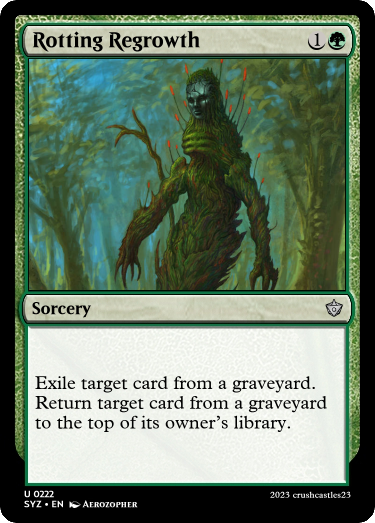 Rotting Regrowth 1
Sorcery
Exile target card from a graveyard.
Return target card from a graveyard
to the top of its owner's library.
U 0222
SYZ • EN Aerozopher
2023 crushcastles23